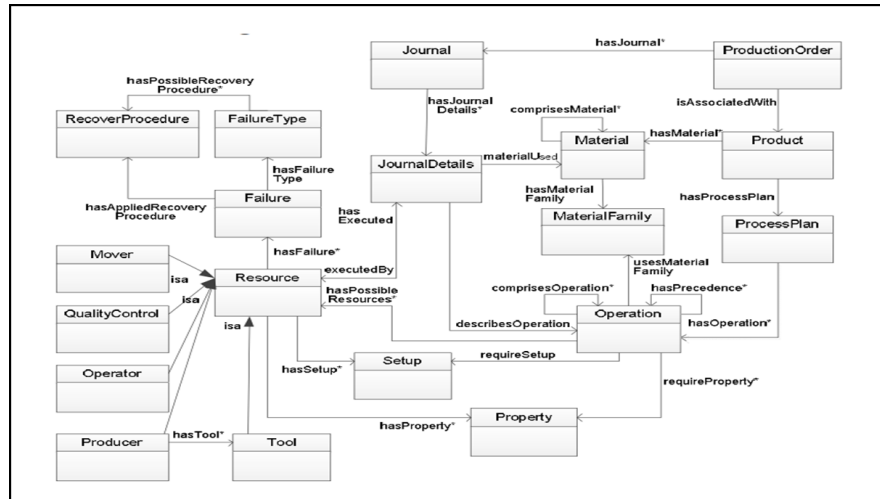 Journal
hasJournal*
ProductionOrder
hasPossibleRecovery
Procedure*
hasJournal
Details*
comprisesMaterial*
isAssociatedWith
RecoverProcedure
FailureType
Material
hasMaterial*
Product
JournalDetails
materialUsed
hasFailure
Type
hasMaterial
Family
hasProcessPlan
hasAppliedRecovery
Procedure
Failure
has
Executed
MaterialFamily
ProcessPlan
Mover
isa
hasFailure*
executedBy
usesMaterial
Family
Resource
hasPossible
Resources*
comprisesOperation*
hasPrecedence*
isa
QualityControl
isa
describesOperation
Operation
hasOperation*
Operator
hasSetup*
Setup
requireSetup
requireProperty*
Producer
hasTool*
Tool
hasProperty*
Property